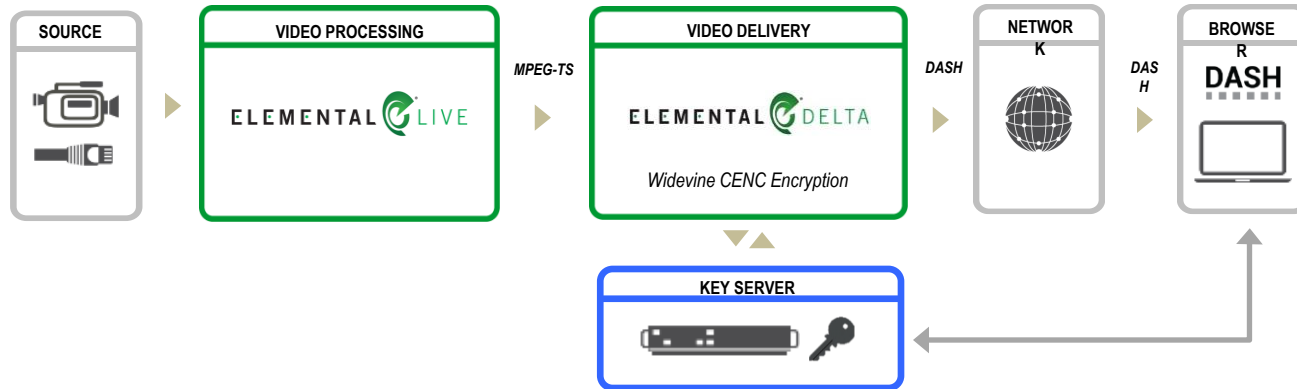 SOURCE
VIDEO PROCESSING
VIDEO DELIVERY
NETWOR
K
BROWSE
R
MPEG-TS
DASH
DAS
H
DASH
ELEMENTAL LIVE
ELEMENTAL DELTA
Widevine CENC Encryption
KEY SERVER